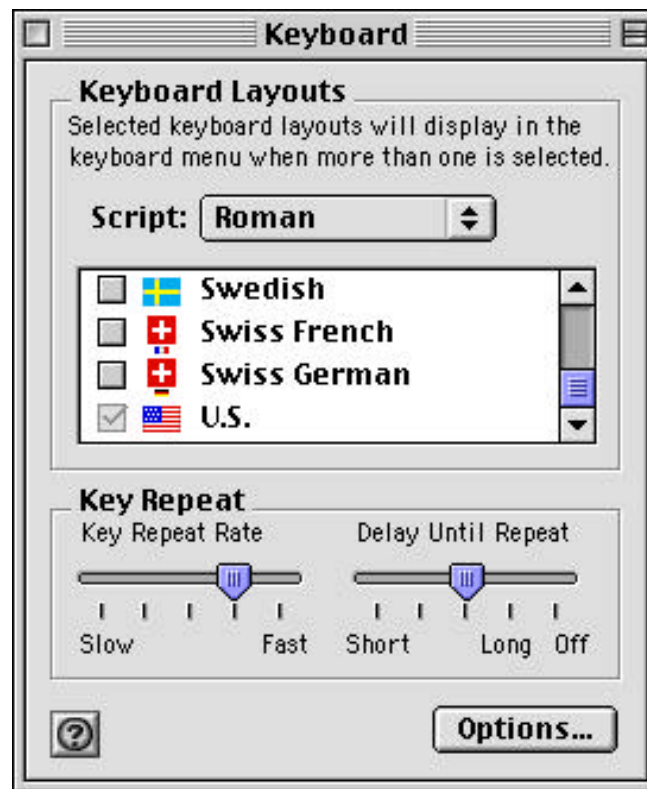 Keyboard
Keyboard Layouts
Selected keyboard layouts will display in the
keyboard menu when more than one is selected.
Script: Roman
Swedish
Swiss French
Swiss German
U.S.
Key Repeat
Key Repeat Rate Delay Until Repeat
Slow Fast Short Long Off
? Options...